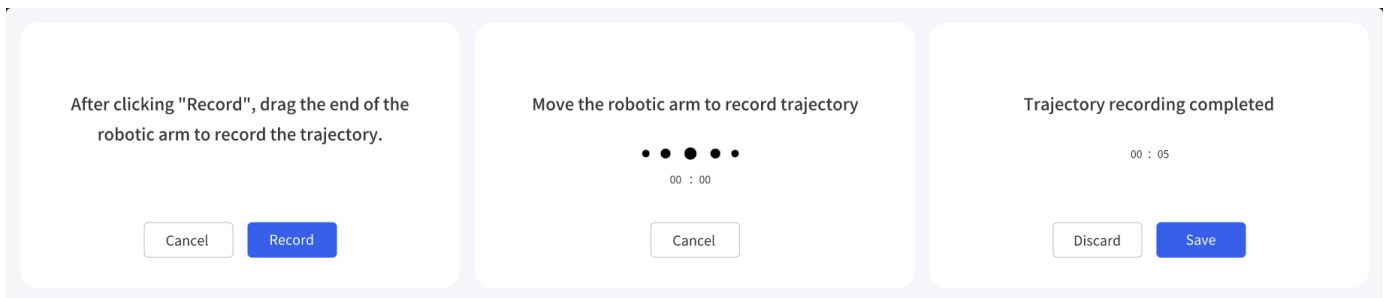 After clicking "Record", drag the end of the
robotic arm to record the trajectory.
Cancel
Record
Move the robotic arm to record trajectory
00 : 00
Cancel
Trajectory recording completed
00 : 05
Discard
Save